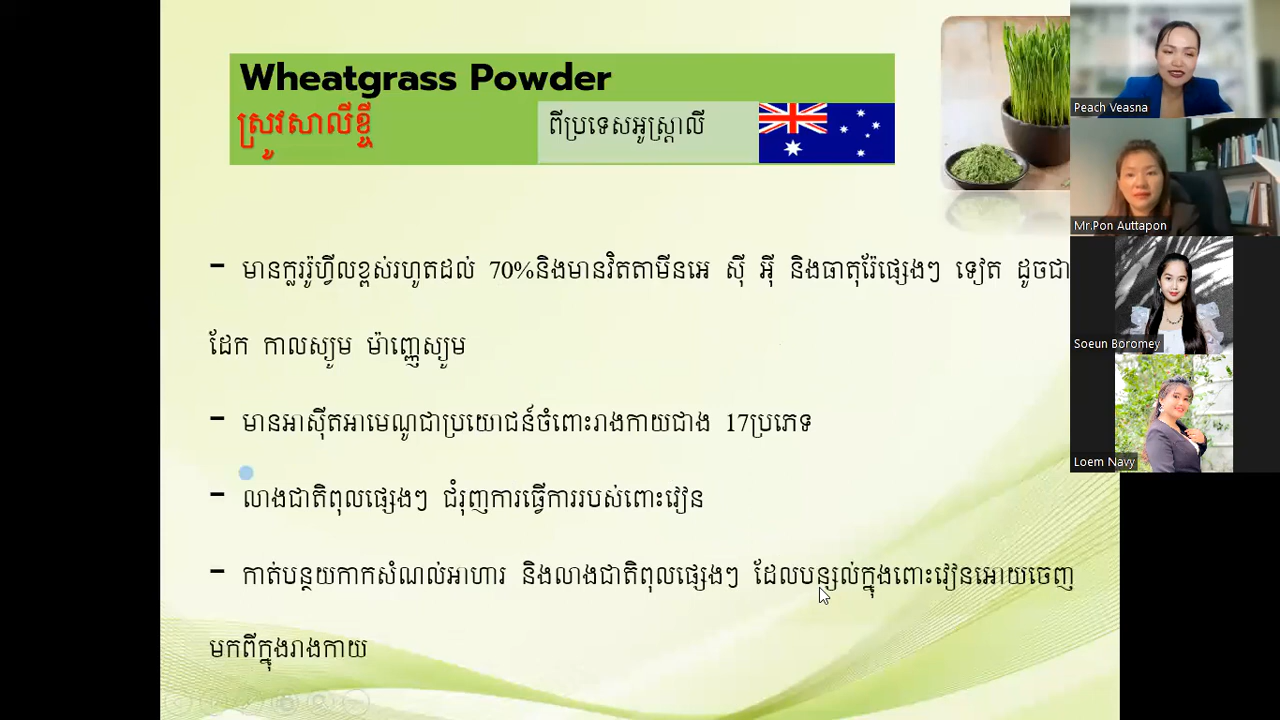 Wheatgrass Powder
ស្រូវសាលីខ្ចី
ពីប្រទេសអូស្ត្រាលី
- មានក្លររ៉ូហ្វីលខ្ពស់រហូតដល់ 70%និងមានវិតតាមីនអេ ស៊ី អ៊ី និងធាតុរ៉ែផ្សេងៗ ទៀត ដូចជា
ដែក កាលស្យូម ម៉ាញ្ញេស្យូម
- មានអាស៊ីតអាមេណូជាប្រយោជន៍ចំពោះរាងកាយជាង 17ប្រភេទ
- លាងជាតិពុលផ្សេងៗ ជំរុញការធ្វើការរបស់ពោះវៀន
- កាត់បន្ថយកាកសំណល់អាហារ និងលាងជាតិពុលផ្សេងៗ ដែលបន្សល់ក្នុងពោះវៀនអោយចេញ
មកពីក្នុងរាងកាយ
Peach Veasna
Mr.Pon Auttapon
Soeun Boromey
Loem Navy